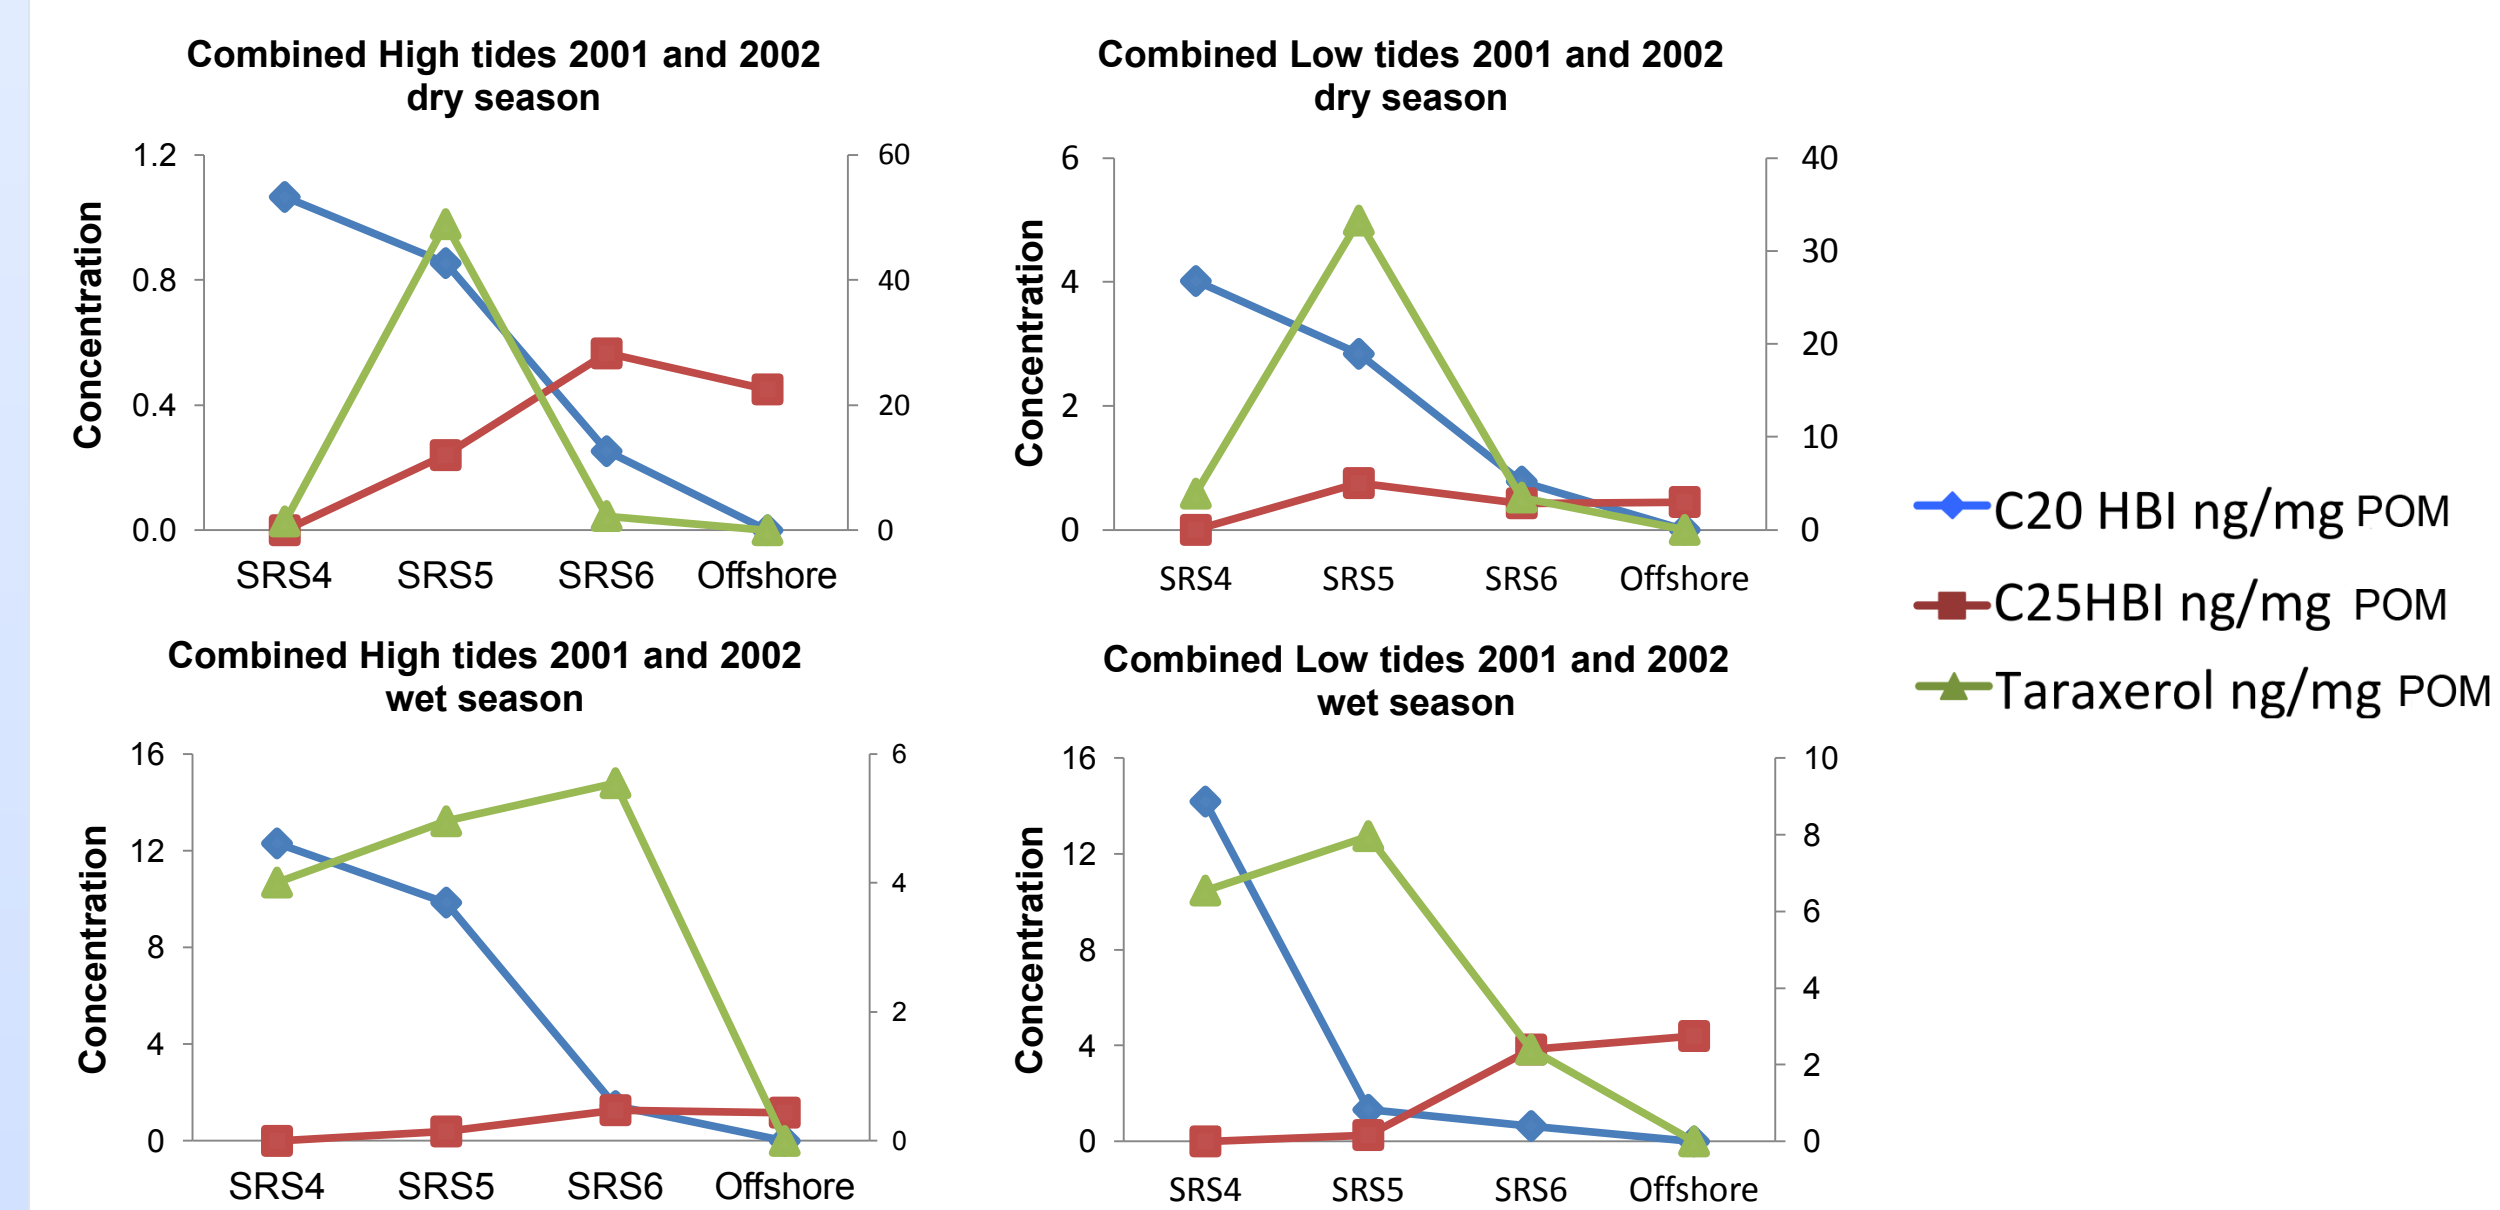 Combined High tides 2001 and 2002
dry season
1.2
0.8
0.4
0.0
Concentration
60
40
20
0
SRS4 SRS5 SRS6 Offshore
Combined Low tides 2001 and 2002
dry season
6
4
2
0
Concentration
40
30
20
10
0
SRS4 SRS5 SRS6 Offshore
C20 HBI ng/mg POM
C25HBI ng/mg POM
Taraxerol ng/mg POM
Combined High tides 2001 and 2002
wet season
16
12
8
4
0
Concentration
6
4
2
0
SRS4 SRS5 SRS6 Offshore
Combined Low tides 2001 and 2002
wet season
16
12
8
4
0
Concentration
10
8
6
4
2
0
SRS4 SRS5 SRS6 Offshore